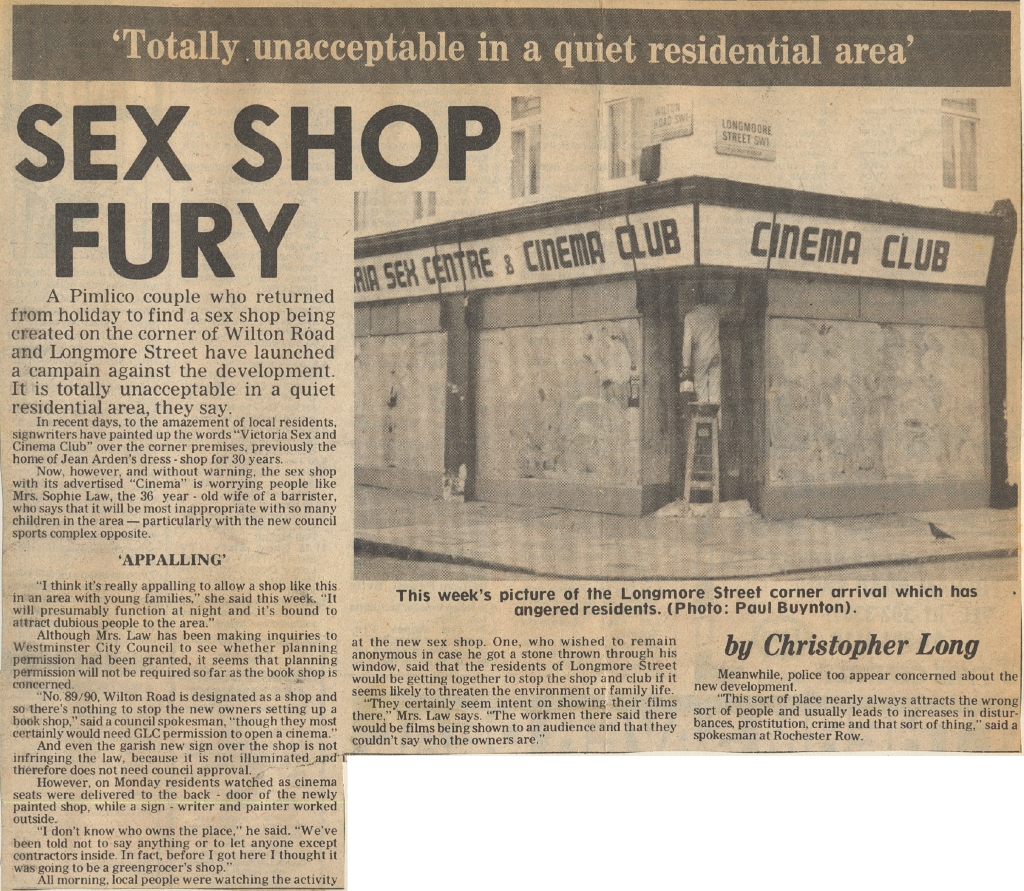 'Totally unacceptable in a quiet residential area'
SEX SHOP
FURY
A Pimlico couple who returned
from holiday to find a sex shop being
created on the corner of Wilton Road
and Longmore Street have launched
a campain against the development.
It is totally unacceptable in a quiet
residential area, they say.
In recent days, to the amazement of local residents,
signwriters have painted up the words "Victoria Sex and
Cinema Club" over the corner premises, previously the
home of Jean Arden's dress - shop for 30 years.
Now, however, and without warning, the sex shop
with its advertised "Cinema" is worrying people like
Mrs. Sophie Law, the 36 year - old wife of a barrister,
who says that it will be most inappropriate with so many
children in the area — particularly with the new council
sports complex opposite.
'APPALLING'
"I think it's really appalling to allow a shop like this
in an area with young families," she said this week. "It
will presumably function at night and it's bound to
attract dubious people to the area."
Although Mrs. Law has been making inquiries to
Westminster City Council to see whether planning
permission had been granted, it seems that planning
permission will not be required so far as the book shop is
concerned.
"No. 89/90, Wilton Road is designated as a shop and
so there's nothing to stop the new owners setting up a
book shop," said a council spokesman, "though they most
certainly would need GLC permission to open a cinema."
And even the garish new sign over the shop is not
infringing the law, because it is not illuminated and
therefore does not need council approval.
However, on Monday residents watched as cinema
seats were delivered to the back - door of the newly
painted shop, while a sign - writer and painter worked
outside.
"I don't know who owns the place," he said. "We've
been told not to say anything or to let anyone except
contractors inside. In fact, before I got here I thought it
was going to be a greengrocer's shop."
All morning, local people were watching the activity
WILTON
ROAD SW1
LONGMORE
STREET SW1
RIA SEX CENTRE & CINEMA CLUB
CINEMA CLUB
This week's picture of the Longmore Street corner arrival which has
angered residents. (Photo: Paul Buynton).
at the new sex shop. One, who wished to remain
anonymous in case he got a stone thrown through his
window, said that the residents of Longmore Street
would be getting together to stop the shop and club if it
seems likely to threaten the environment or family life.
"They certainly seem intent on showing their films
there," Mrs. Law says. "The workmen there said there
would be films being shown to an audience and that they
couldn't say who the owners are."
by Christopher Long
Meanwhile, police too appear concerned about the
new development.
"This sort of place nearly always attracts the wrong
sort of people and usually leads to increases in distur-
bances, prostitution, crime and that sort of thing," said a
spokesman at Rochester Row.